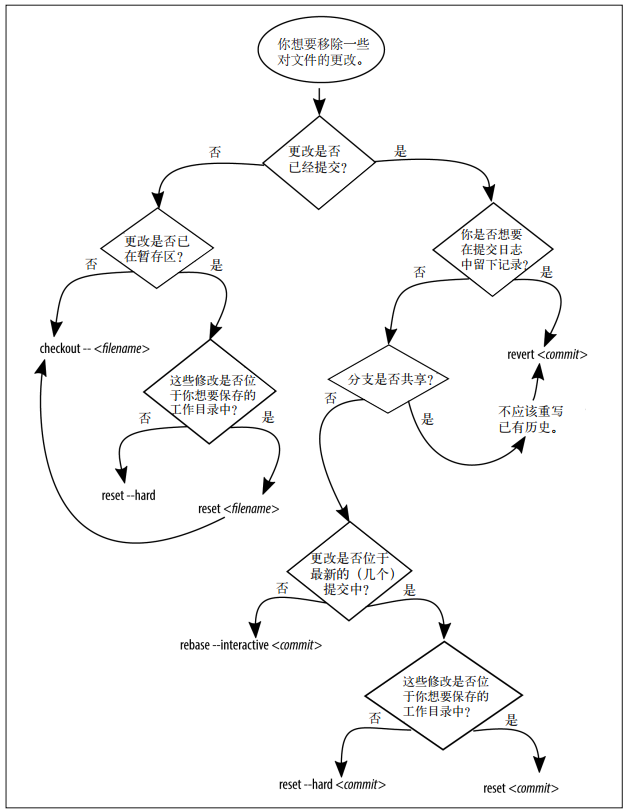 你想要移除一些
对文件的更改。
更改是否
已经提交?
否
是
更改是否已
在暂存区?
否
是
checkout -- <filename>
这些修改是否位
于你想要保存的
工作目录中?
否
是
reset --hard
reset <filename>
你是否想要
在提交日志
中留下记录?
否
是
revert <commit>
分支是否共享?
否
是
不应该重写
已有历史。
更改是否位于
最新的（几个）
提交中?
否
是
rebase --interactive <commit>
这些修改是否位
于你想要保存的
工作目录中?
否
是
reset --hard <commit>
reset <commit>